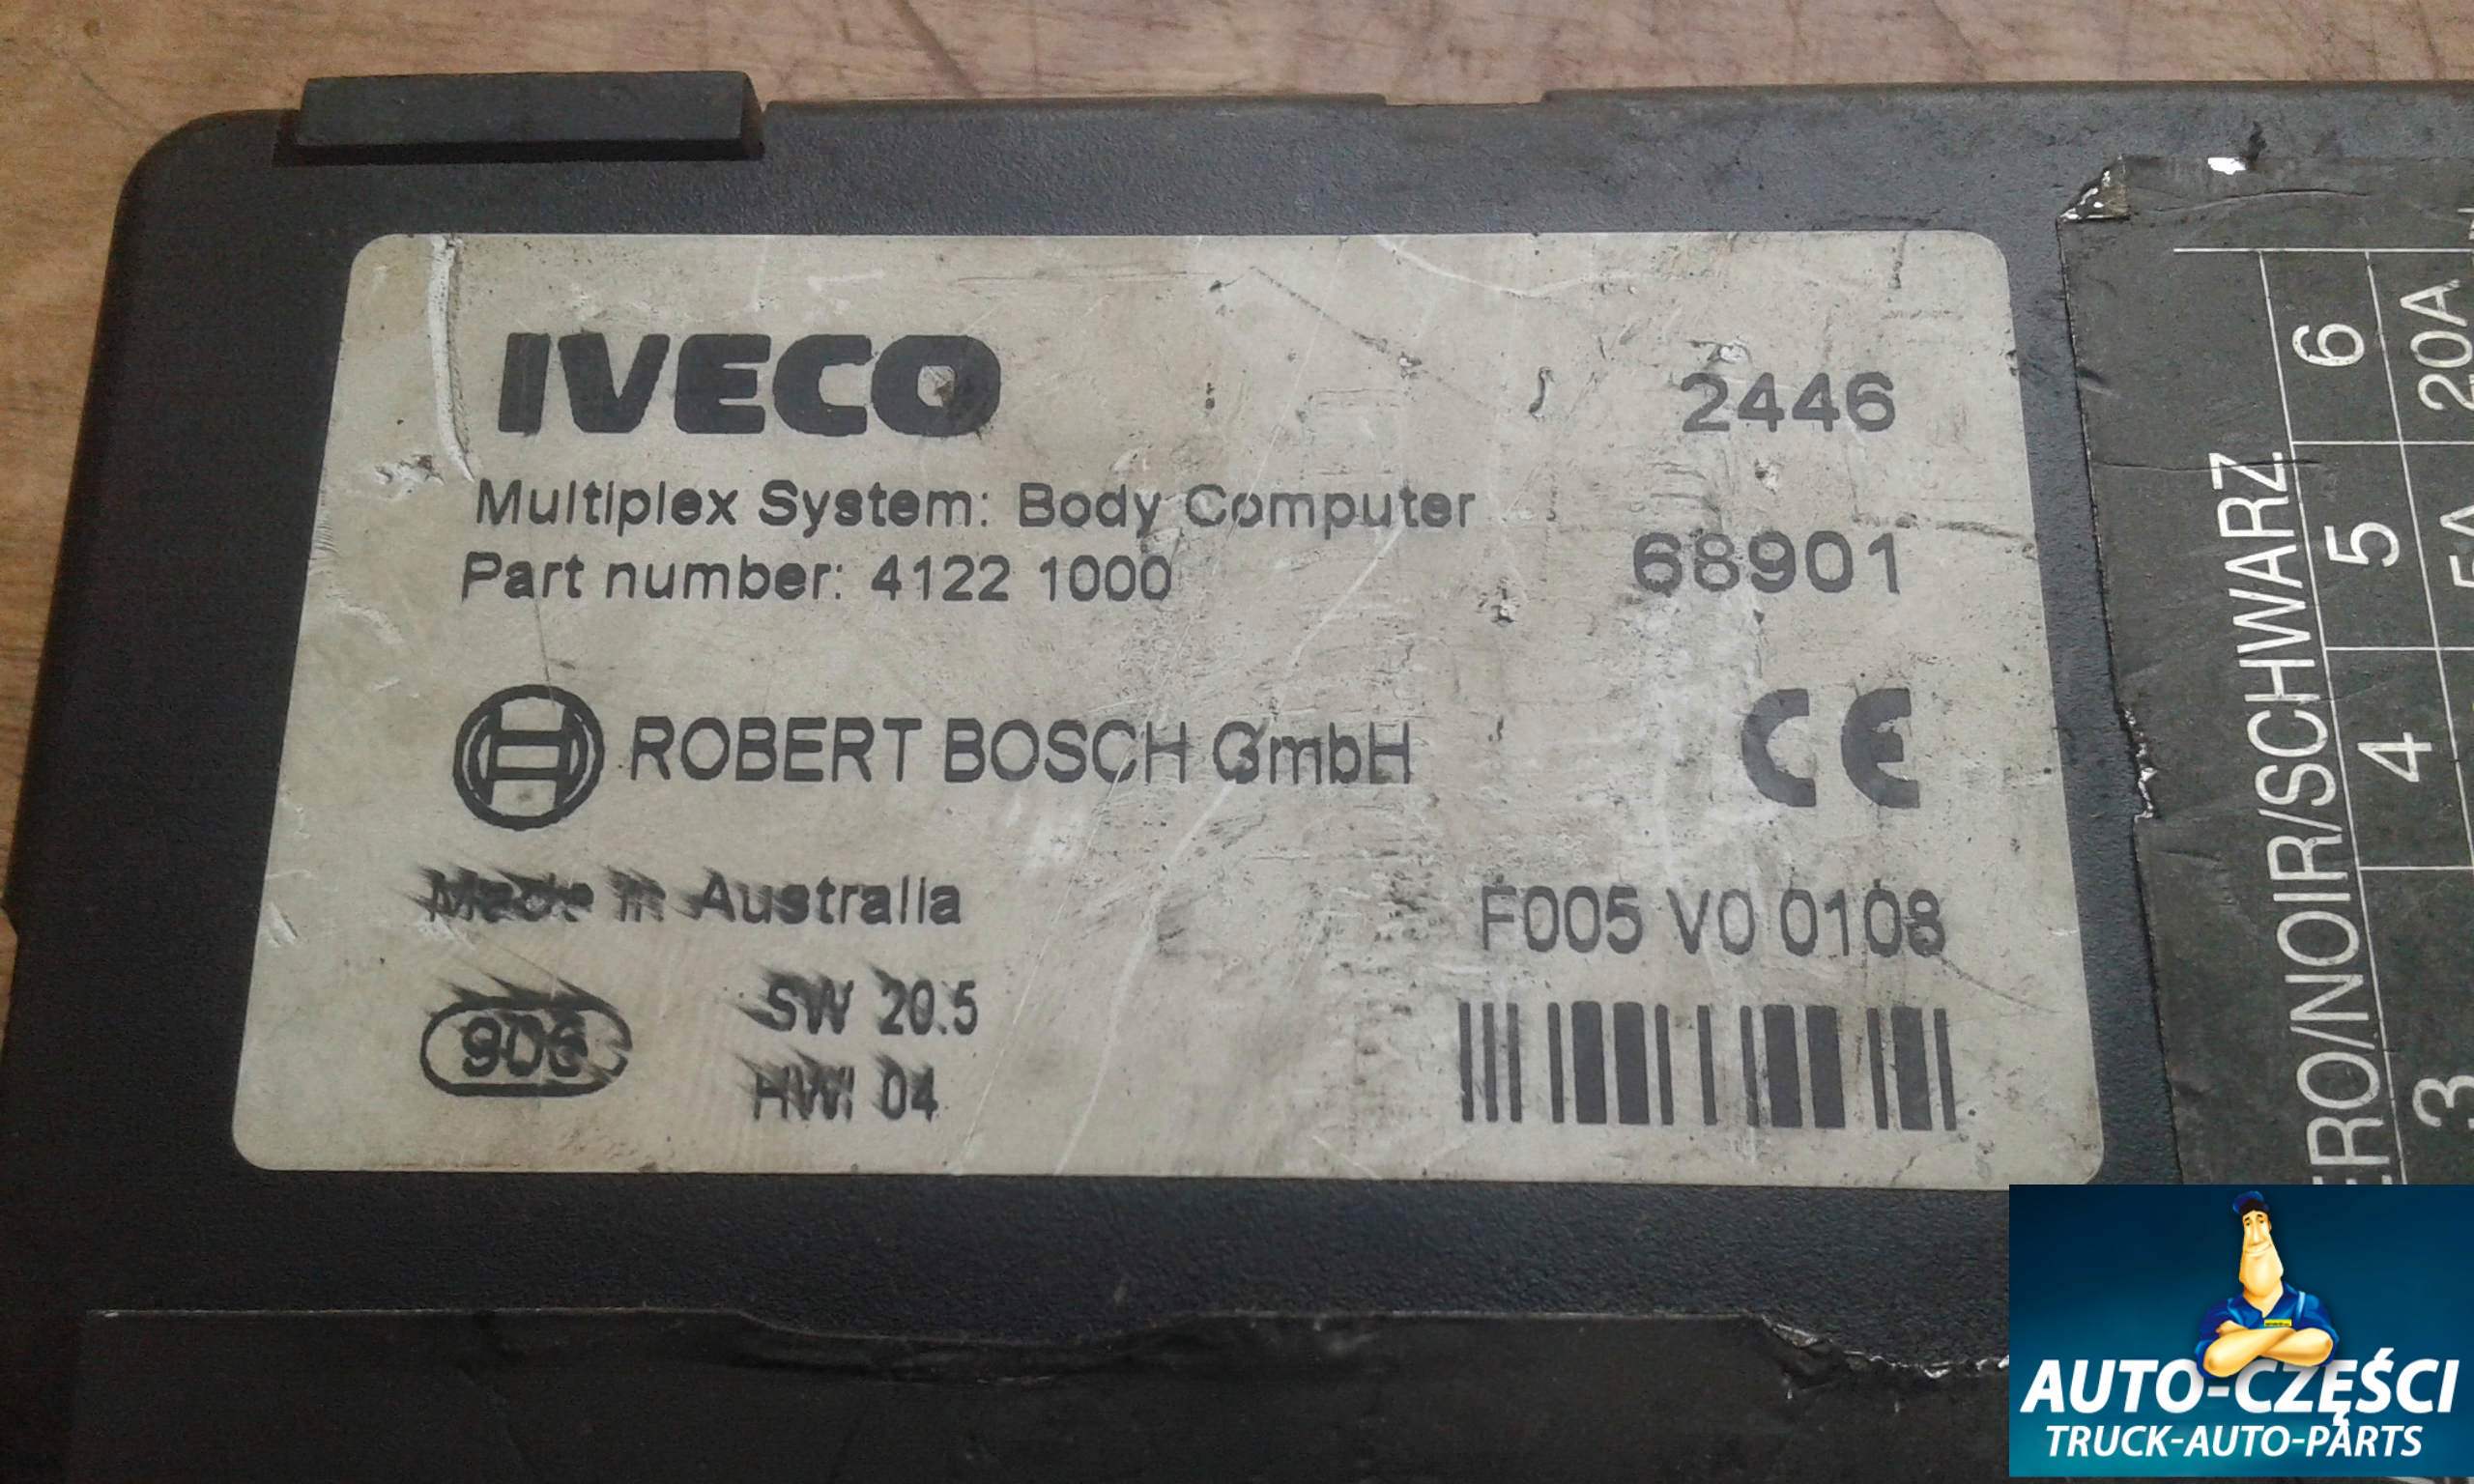 IVECO
2446
Multiplex System: Body Computer
Part number: 4122 1000
68901
ROBERT BOSCH GmbH
CE
Made in Australia
F005 V0 0108
SW 20.5
HW 04
ERO/NOIR/SCHWARZ
3 4 5 6
5A 20A
AUTO-CZĘŚCI
TRUCK-AUTO-PARTS